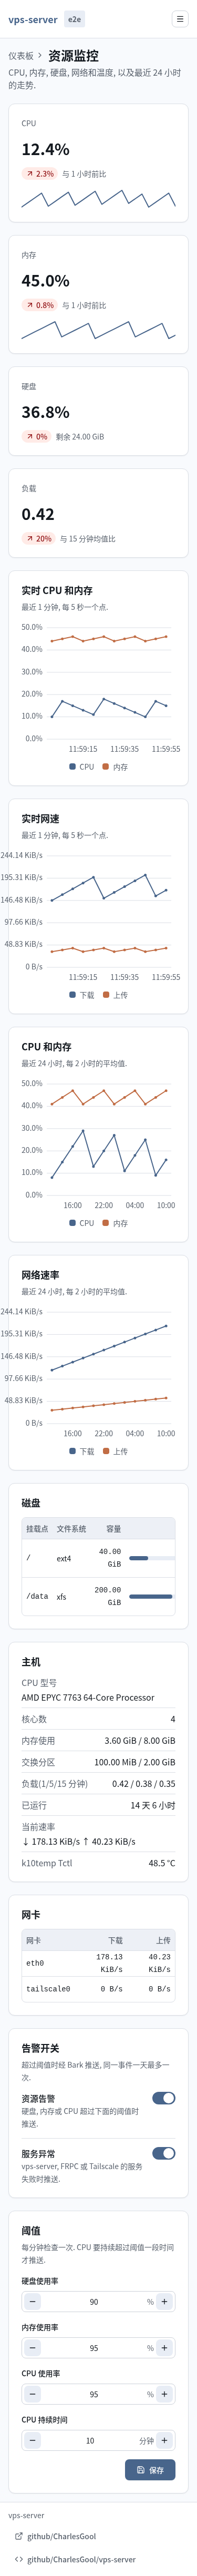 vps-server e2e
仪表板 > 资源监控
CPU, 内存, 硬盘, 网络和温度, 以及最近 24 小时
的走势.
CPU
12.4%
2.3% 与 1 小时前比
内存
45.0%
0.8% 与 1 小时前比
硬盘
36.8%
0% 剩余 24.00 GiB
负载
0.42
20% 与 15 分钟均值比
实时 CPU 和内存
最近 1 分钟, 每 5 秒一个点.
50.0%
40.0%
30.0%
20.0%
10.0%
0.0%
11:59:15 11:59:35 11:59:55
CPU 内存
实时网速
最近 1 分钟, 每 5 秒一个点.
244.14 KiB/s
195.31 KiB/s
146.48 KiB/s
97.66 KiB/s
48.83 KiB/s
0 B/s
11:59:15 11:59:35 11:59:55
下载 上传
CPU 和内存
最近 24 小时, 每 2 小时的平均值.
50.0%
40.0%
30.0%
20.0%
10.0%
0.0%
16:00 22:00 04:00 10:00
CPU 内存
网络速率
最近 24 小时, 每 2 小时的平均值.
244.14 KiB/s
195.31 KiB/s
146.48 KiB/s
97.66 KiB/s
48.83 KiB/s
0 B/s
16:00 22:00 04:00 10:00
下载 上传
磁盘
挂载点 文件系统 容量
/ ext4 40.00
GiB
/data xfs 200.00
GiB
主机
CPU 型号
AMD EPYC 7763 64-Core Processor
核心数 4
内存使用 3.60 GiB / 8.00 GiB
交换分区 100.00 MiB / 2.00 GiB
负载(1/5/15 分钟) 0.42 / 0.38 / 0.35
已运行 14 天 6 小时
当前速率
↓ 178.13 KiB/s ↑ 40.23 KiB/s
k10temp Tctl 48.5 °C
网卡
网卡 下载 上传
eth0 178.13 40.23
KiB/s KiB/s
tailscale0 0 B/s 0 B/s
告警开关
超过阈值时经 Bark 推送, 同一事件一天最多一
次.
资源告警
硬盘, 内存或 CPU 超过下面的阈值时
推送.
服务异常
vps-server, FRPC 或 Tailscale 的服务
失败时推送.
阈值
每分钟检查一次. CPU 要持续超过阈值一段时间
才推送.
硬盘使用率
− 90 % +
内存使用率
− 95 % +
CPU 使用率
− 95 % +
CPU 持续时间
− 10 分钟 +
保存
vps-server
github/CharlesGool
github/CharlesGool/vps-server